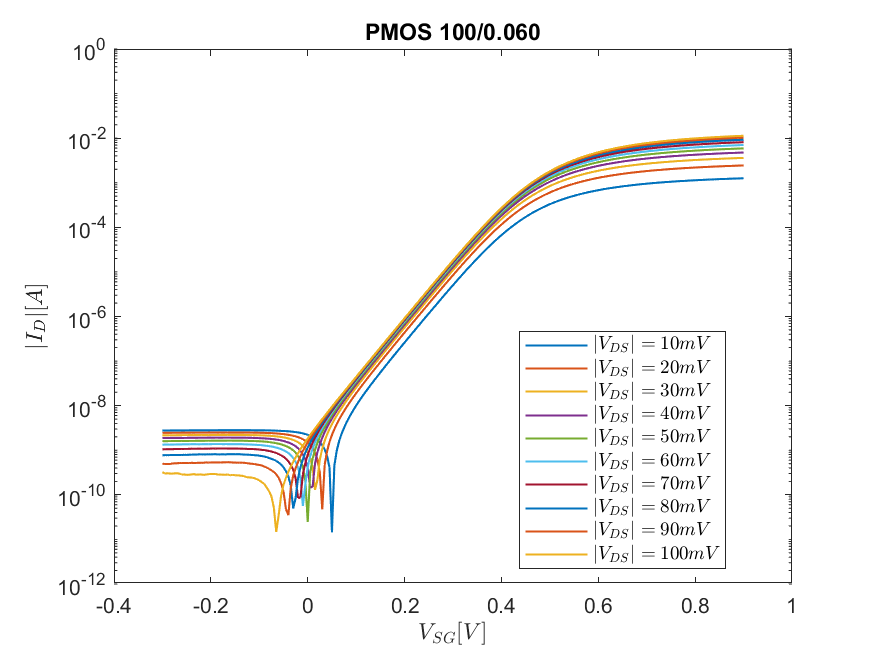 PMOS 100/0.060
10^0
10^-2
10^-4
10^-6
10^-8
10^-10
10^-12
|I_D|[A]
|V_DS| = 10mV
|V_DS| = 20mV
|V_DS| = 30mV
|V_DS| = 40mV
|V_DS| = 50mV
|V_DS| = 60mV
|V_DS| = 70mV
|V_DS| = 80mV
|V_DS| = 90mV
|V_DS| = 100mV
-0.4 -0.2 0 0.2 0.4 0.6 0.8 1
V_SG[V]